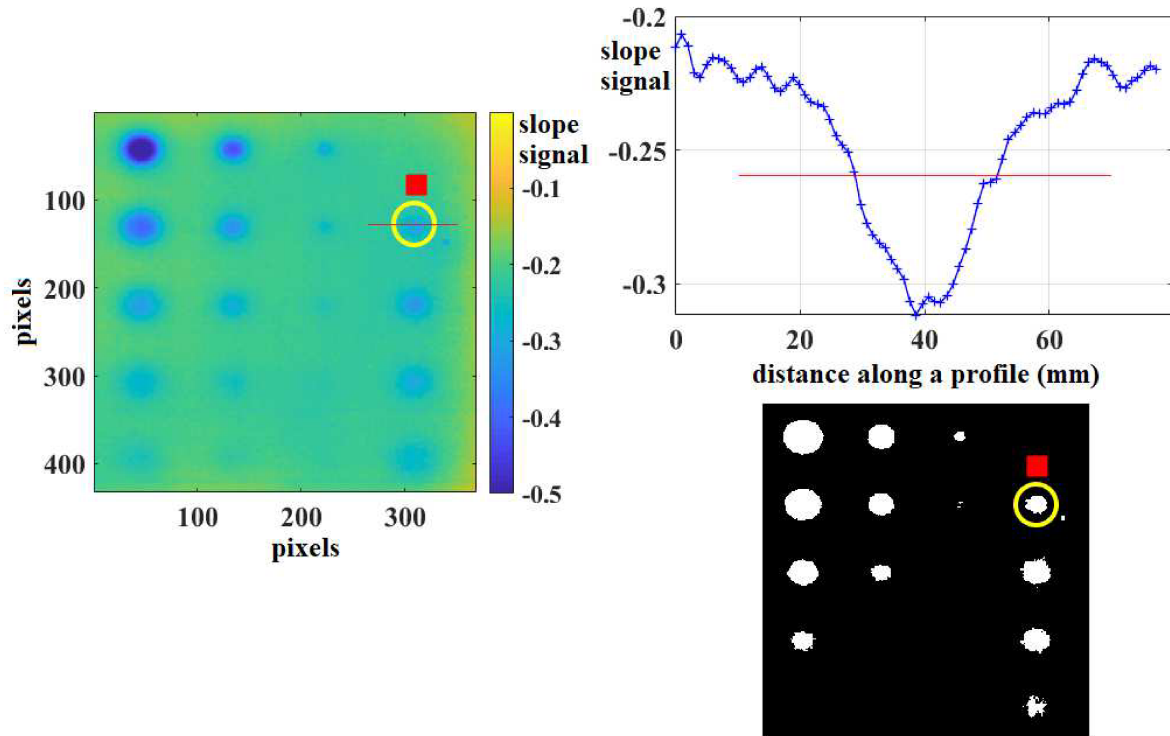 slope
signal
-0.1
-0.2
-0.3
-0.4
-0.5
100
200
300
400
pixels
100
200
300
pixels
-0.2
slope
signal
-0.25
-0.3
0
20
40
60
distance along a profile (mm)